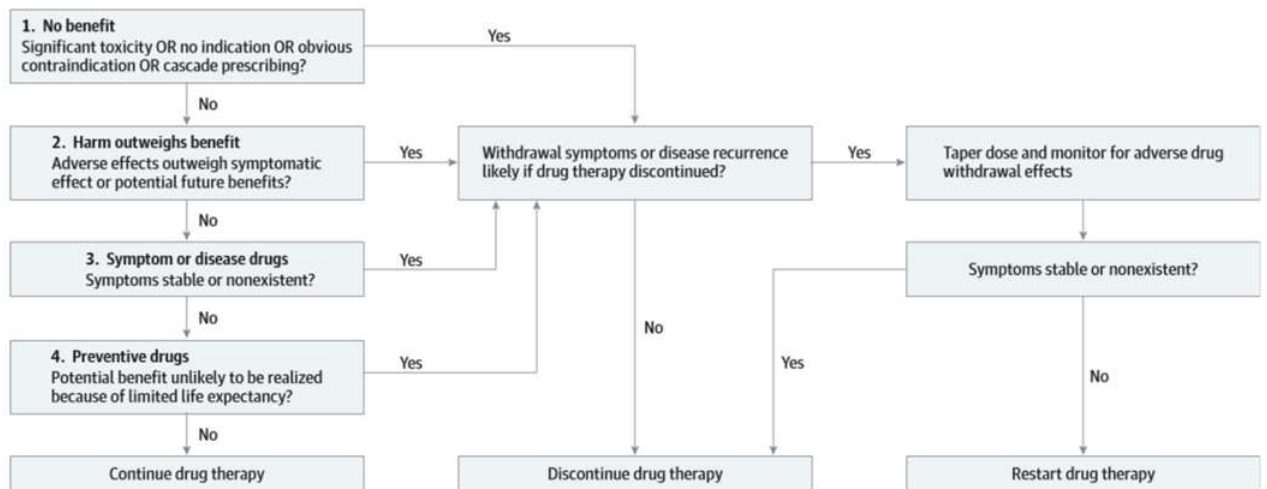 1. No benefit
Significant toxicity OR no indication OR obvious
contraindication OR cascade prescribing?
Yes
No
2. Harm outweighs benefit
Adverse effects outweigh symptomatic
effect or potential future benefits?
Yes
Withdrawal symptoms or disease recurrence
likely if drug therapy discontinued?
Yes
Taper dose and monitor for adverse drug
withdrawal effects
No
3. Symptom or disease drugs
Symptoms stable or nonexistent?
Yes
Symptoms stable or nonexistent?
No
No
4. Preventive drugs
Potential benefit unlikely to be realized
because of limited life expectancy?
Yes
Yes
No
No
Continue drug therapy
Discontinue drug therapy
Restart drug therapy